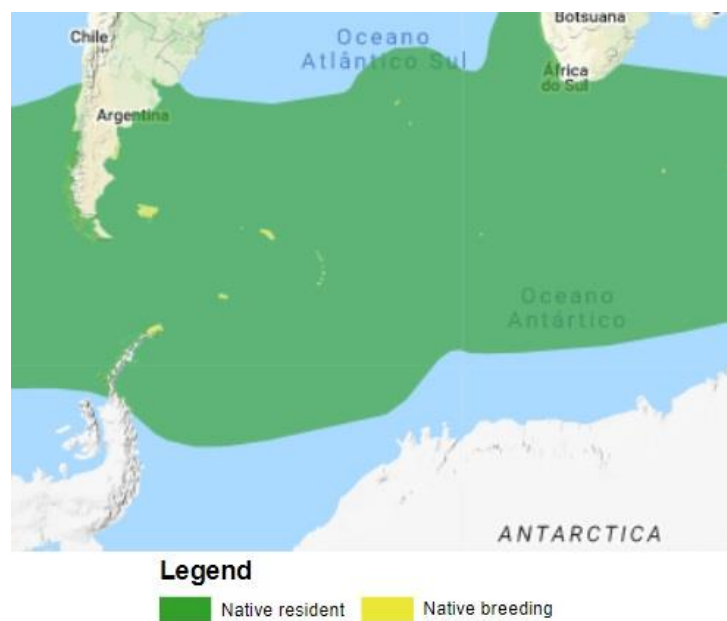 Botsuana
Chile
Oceano
Atlântico Sul
África
do Sul
Argentina
Oceano
Antártico
ANTARCTICA
Legend
Native resident
Native breeding